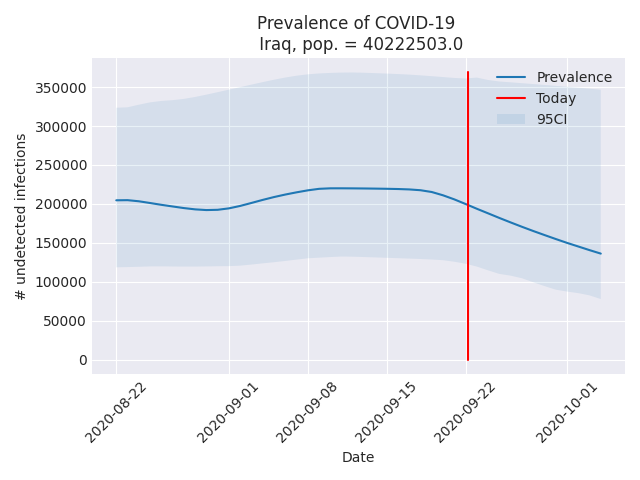 Prevalence of COVID-19
Iraq, pop. = 40222503.0
Prevalence
Today
95CI
350000
300000
250000
200000
150000
100000
50000
0
# undetected infections
2020-08-22
2020-09-01
2020-09-08
2020-09-15
2020-09-22
2020-10-01
Date